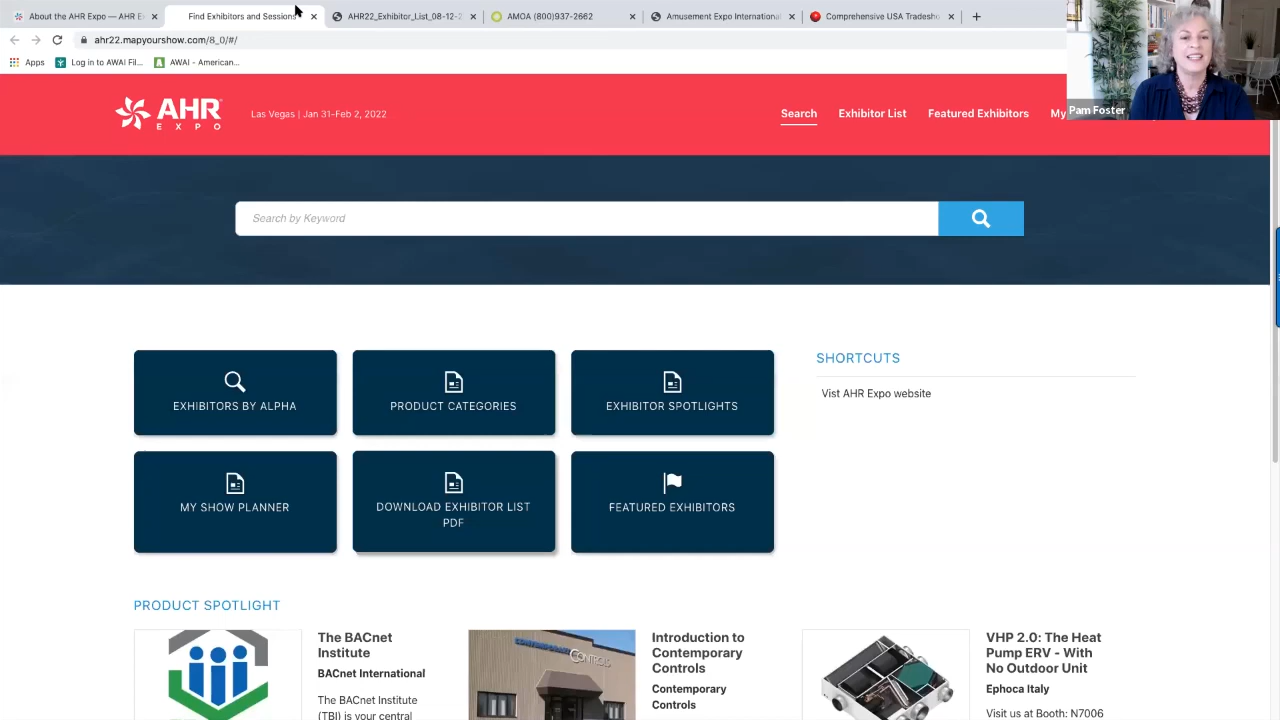 About the AHR Expo — AHR E
Find Exhibitors and Sessions
AHR22_Exhibitor_List_08-12-2
AMOA (800)937-2662
Amusement Expo International
Comprehensive USA Tradesho
ahr22.mapyourshow.com/8_0/#/
Apps
Log in to AWAI Fil...
AWAI - American...
Pam Foster
AHR
EXPO
Las Vegas | Jan 31-Feb 2, 2022
Search
Exhibitor List
Featured Exhibitors
My
Search by Keyword
EXHIBITORS BY ALPHA
PRODUCT CATEGORIES
EXHIBITOR SPOTLIGHTS
SHORTCUTS
Vist AHR Expo website
MY SHOW PLANNER
DOWNLOAD EXHIBITOR LIST
PDF
FEATURED EXHIBITORS
PRODUCT SPOTLIGHT
The BACnet
Institute
BACnet International
The BACnet Institute
(TBI) is your central
CONTEMPORARY
CONTROLS
Introduction to
Contemporary
Controls
Contemporary
Controls
VHP 2.0: The Heat
Pump ERV - With
No Outdoor Unit
Ephoca Italy
Visit us at Booth: N7006